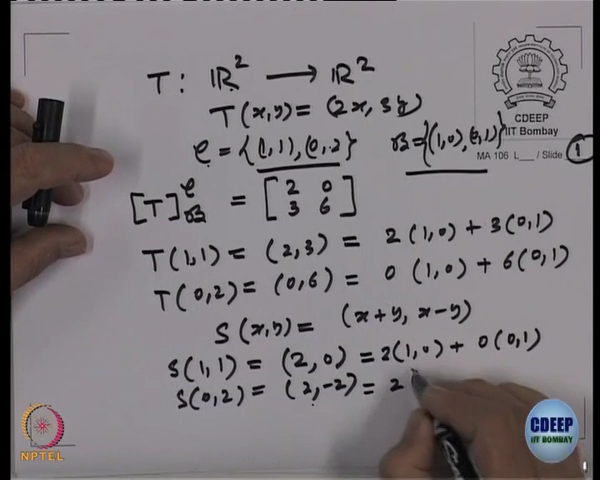 T : ℝ² ⟶ ℝ²
T(x,y) = (2x, 3y)
C = {(1,1), (0,2)} B = {(1,0), (0,1)}
[T]^C_B = [2 0
3 6]
T(1,1) = (2,3) = 2(1,0) + 3(0,1)
T(0,2) = (0,6) = 0(1,0) + 6(0,1)
S(x,y) = (x+y, x-y)
S(1,1) = (2,0) = 2(1,0) + 0(0,1)
S(0,2) = (2,-2) = 2
CDEEP
IIT Bombay
MA 106 L___ / Slide 1
NPTEL
CDEEP
IIT BOMBAY